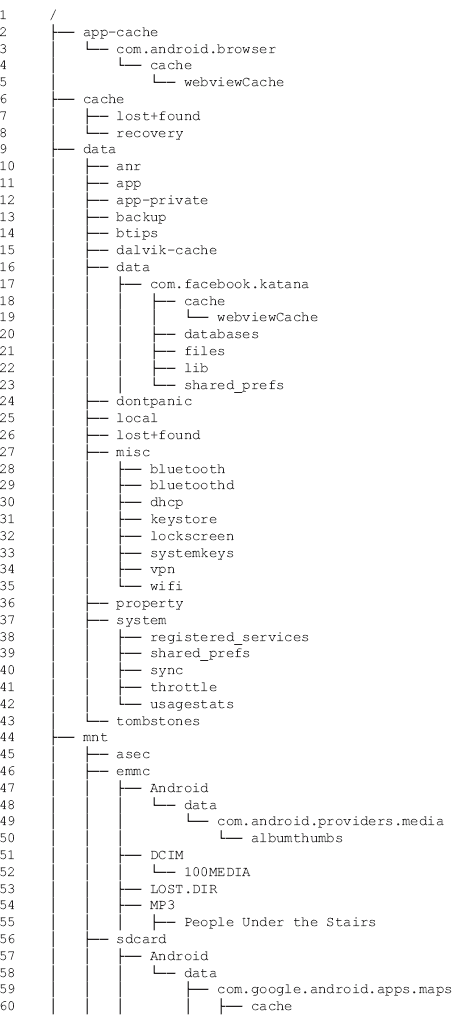 1 /
2 ├── app-cache
3 │   └── com.android.browser
4 │       └── cache
5 │           └── webviewCache
6 ├── cache
7 │   ├── lost+found
8 │   └── recovery
9 ├── data
10 │   ├── anr
11 │   ├── app
12 │   ├── app-private
13 │   ├── backup
14 │   ├── btips
15 │   ├── dalvik-cache
16 │   ├── data
17 │   │   ├── com.facebook.katana
18 │   │   │   ├── cache
19 │   │   │   │   └── webviewCache
20 │   │   │   ├── databases
21 │   │   │   ├── files
22 │   │   │   ├── lib
23 │   │   │   └── shared_prefs
24 │   ├── dontpanic
25 │   ├── local
26 │   ├── lost+found
27 │   ├── misc
28 │   │   ├── bluetooth
29 │   │   ├── bluetoothd
30 │   │   ├── dhcp
31 │   │   ├── keystore
32 │   │   ├── lockscreen
33 │   │   ├── systemkeys
34 │   │   ├── vpn
35 │   │   └── wifi
36 │   ├── property
37 │   ├── system
38 │   │   ├── registered_services
39 │   │   ├── shared_prefs
40 │   │   ├── sync
41 │   │   ├── throttle
42 │   │   └── usagestats
43 │   └── tombstones
44 ├── mnt
45 │   ├── asec
46 │   ├── emmc
47 │   │   ├── Android
48 │   │   │   └── data
49 │   │   │       └── com.android.providers.media
50 │   │   │           └── albumthumbs
51 │   │   ├── DCIM
52 │   │   │   └── 100MEDIA
53 │   │   ├── LOST.DIR
54 │   │   ├── MP3
55 │   │   │   ├── People Under the Stairs
56 │   ├── sdcard
57 │   │   ├── Android
58 │   │   │   └── data
59 │   │   │       ├── com.google.android.apps.maps
60 │   │   │       │   ├── cache